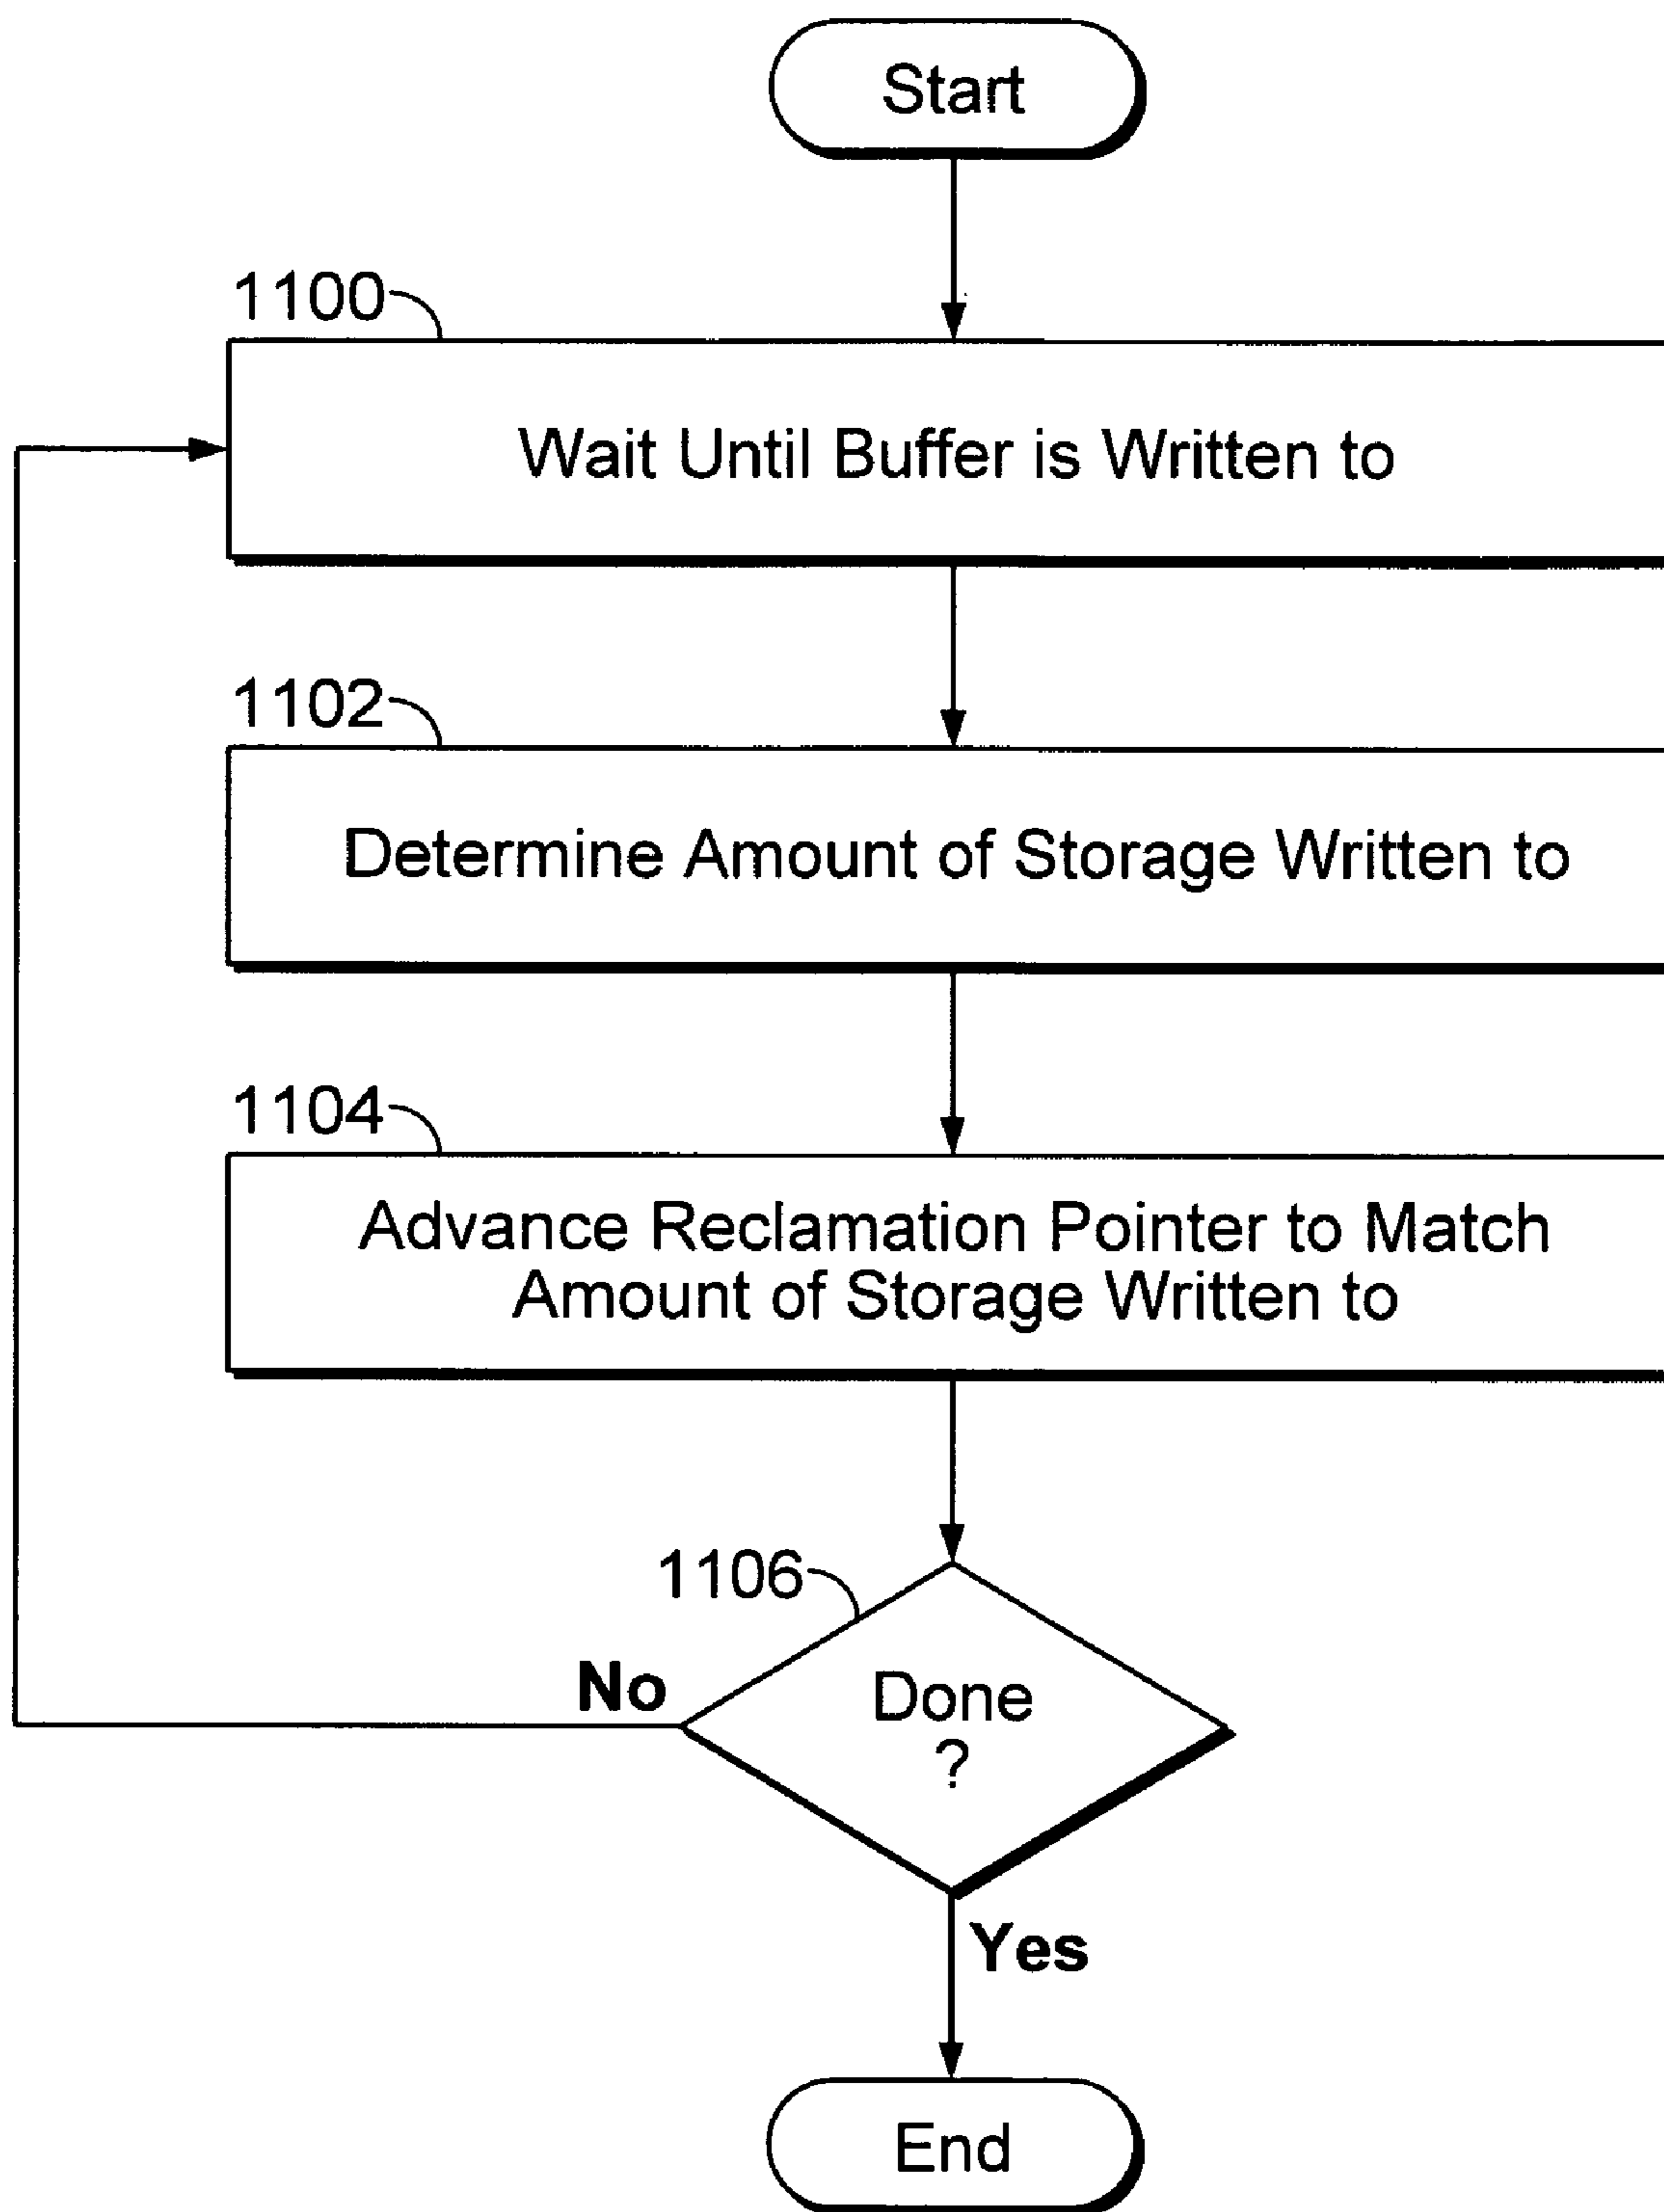 Start
1100
Wait Until Buffer is Written to
1102
Determine Amount of Storage Written to
1104
Advance Reclamation Pointer to Match
Amount of Storage Written to
1106
No
Done
?
Yes
End